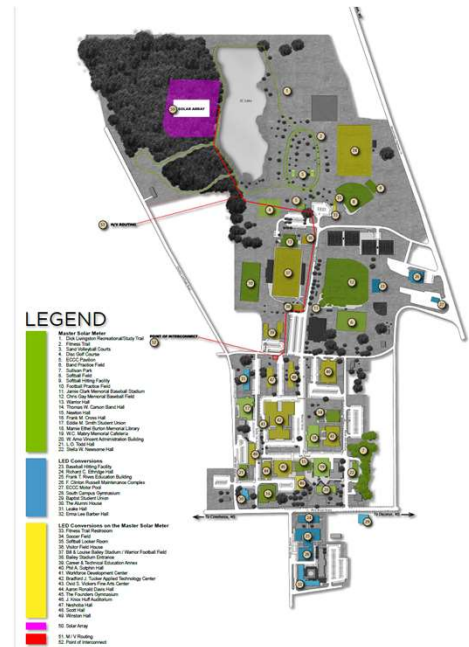 SOLAR ARRAY
M/V ROUTING
POINT OF INTERCONNECT
LEGEND
Master Solar Meter
1. Dick Livingston Recreational/Study Trail
2. Fitness Trail
3. Sand Volleyball Courts
4. Disc Golf Course
5. ECCC Pavilion
6. Band Practice Field
7. Sullivan Park
8. Softball Field
9. Softball Hitting Facility
10. Football Practice Field
11. Jamie Clark Memorial Baseball Stadium
12. Chris Gay Memorial Baseball Field
13. Warrior Hall
14. Thomas W. Carson Band Hall
15. Newton Hall
16. Frank M. Cross Hall
17. Eddie M. Smith Student Union
18. Mamie Ethel Burton Memorial Library
19. W.C. Mabry Memorial Cafeteria
20. W. Arno Vincent Administration Building
21. L.D. Todd Hall
22. Stella W. Newsome Hall
LED Conversions
23. Baseball Hitting Facility
24. Richard C. Ethridge Hall
25. Frank T. Rives Education Building
26. F. Clinton Russell Maintenance Complex
27. ECCC Motor Pool
28. South Campus Gymnasium
29. Baptist Student Union
30. The Alumni House
31. Leake Hall
32. Erma Lee Barber Hall
LED Conversions on the Master Solar Meter
33. Fitness Trail Restroom
34. Soccer Field
35. Softball Locker Room
36. Visitor Field House
37. Bill & Louise Bailey Stadium / Warrior Football Field
38. Bailey Stadium Entrance
39. Career & Technical Education Annex
40. Phil A. Sutphin Hall
41. Workforce Development Center
42. Bradford J. Tucker Applied Technology Center
43. Ovid S. Vickers Fine Arts Center
44. Aaron Ronald Davis Hall
45. The Founders Gymnasium
46. J. Knox Huff Auditorium
47. Neshoba Hall
48. Scott Hall
49. Winston Hall
50. Solar Array
51. M / V Routing
52. Point of Interconnect